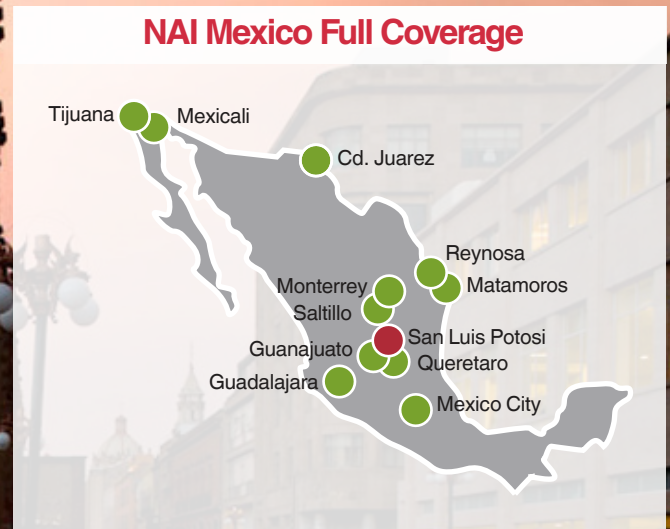 NAI Mexico Full Coverage
Tijuana
Mexicali
Cd. Juarez
Reynosa
Monterrey
Matamoros
Saltillo
San Luis Potosi
Guanajuato
Queretaro
Guadalajara
Mexico City